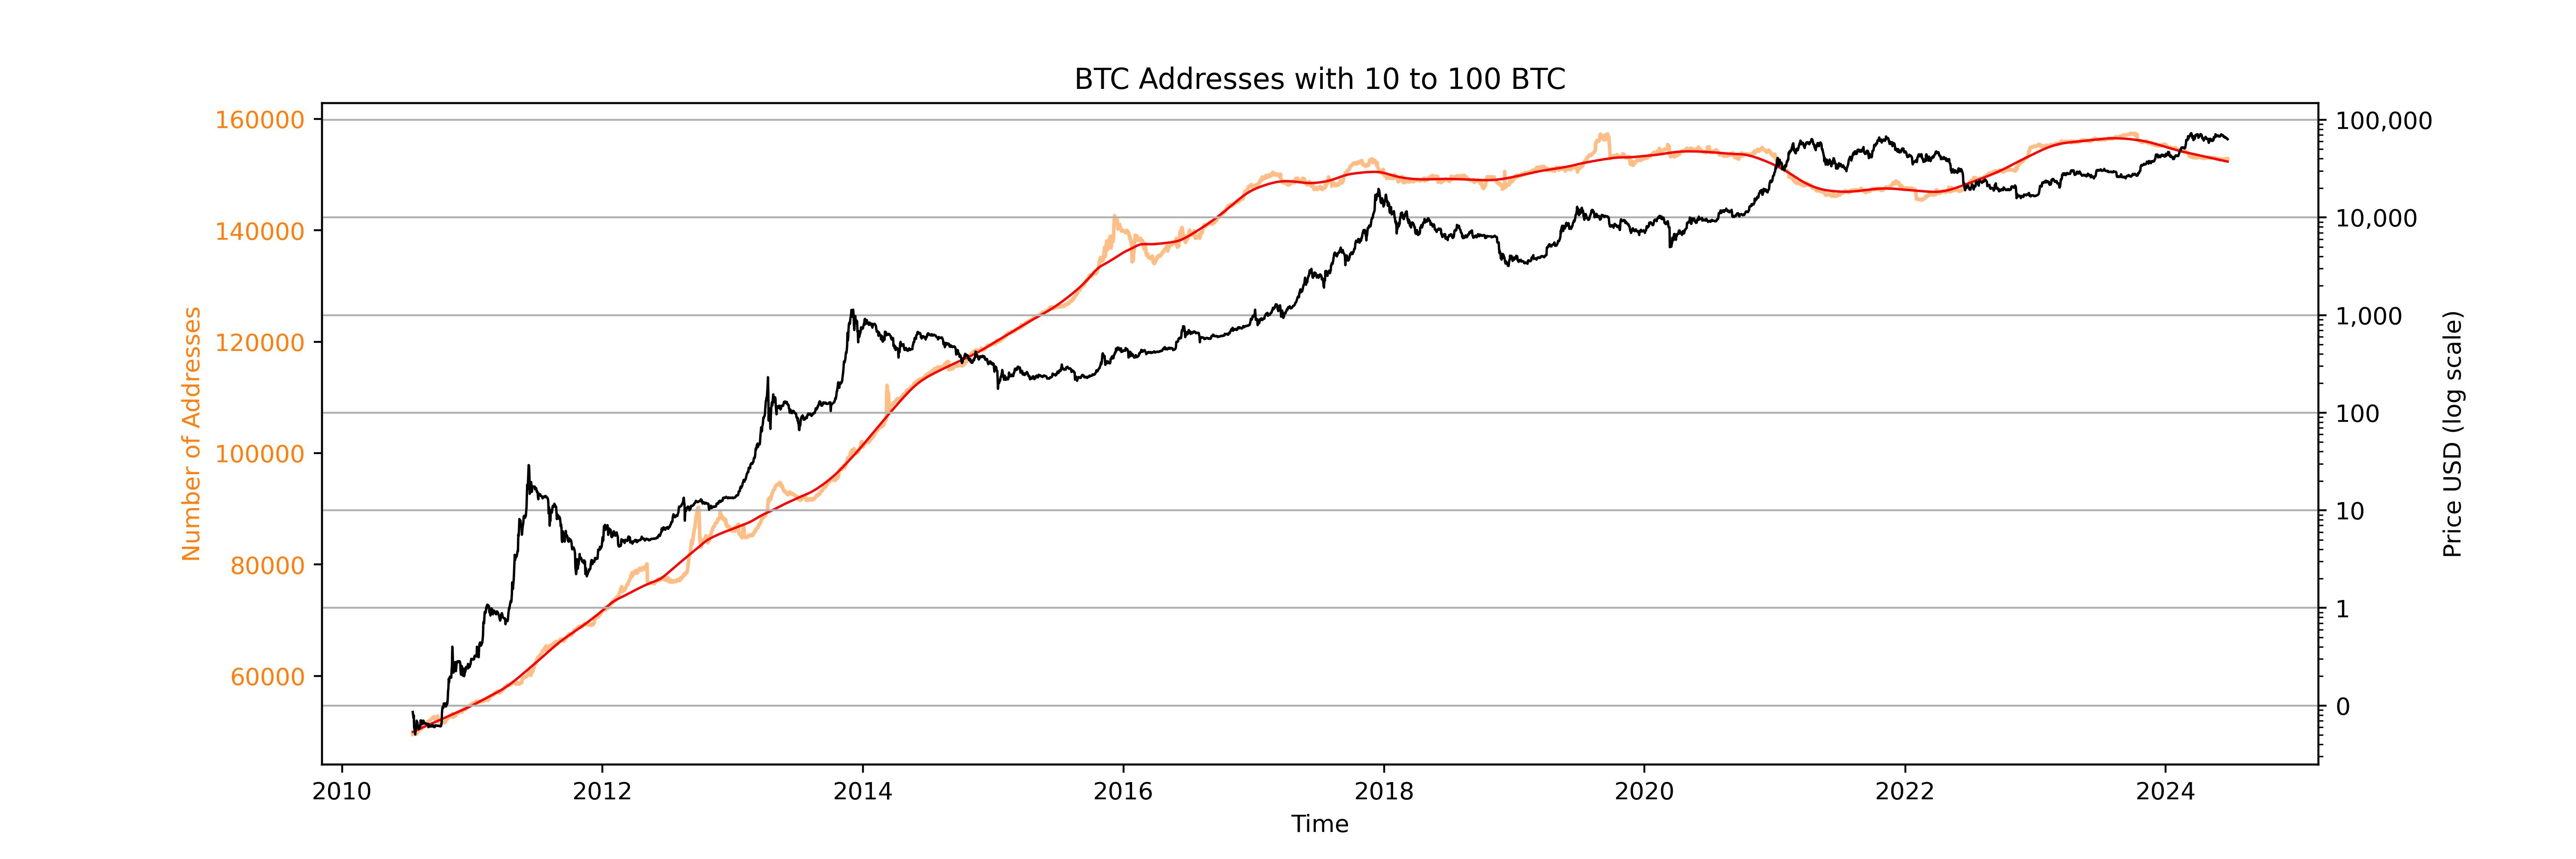 BTC Addresses with 10 to 100 BTC
160000
140000
120000
100000
80000
60000
Number of Addresses
100,000
10,000
1,000
100
10
1
0
Price USD (log scale)
2010 2012 2014 2016 2018 2020 2022 2024
Time